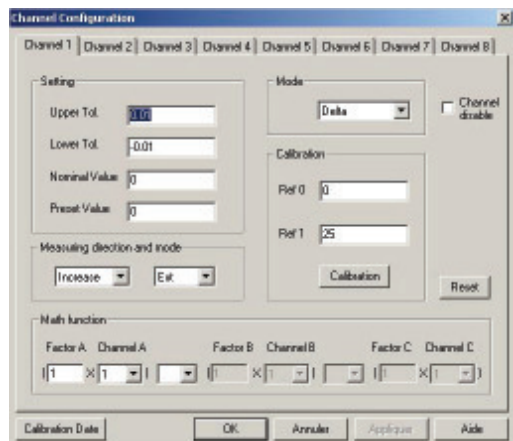 Channel Configuration
Channel 1 Channel 2 Channel 3 Channel 4 Channel 5 Channel 6 Channel 7 Channel 8
Setting
Upper Tol. 0.01
Lower Tol. -0.01
Nominal Value 0
Preset Value 0
Mode
Delta
Channel disable
Calibration
Ref 0 0
Ref 1 25
Calibration
Measuring direction and mode
Increase Ext
Reset
Math function
Factor A Channel A Factor B Channel B Factor C Channel C
( 1 X 1 ) ( 1 X 1 ) ( 1 X 1 )
Calibration Date OK Annuler Appliquer Aide